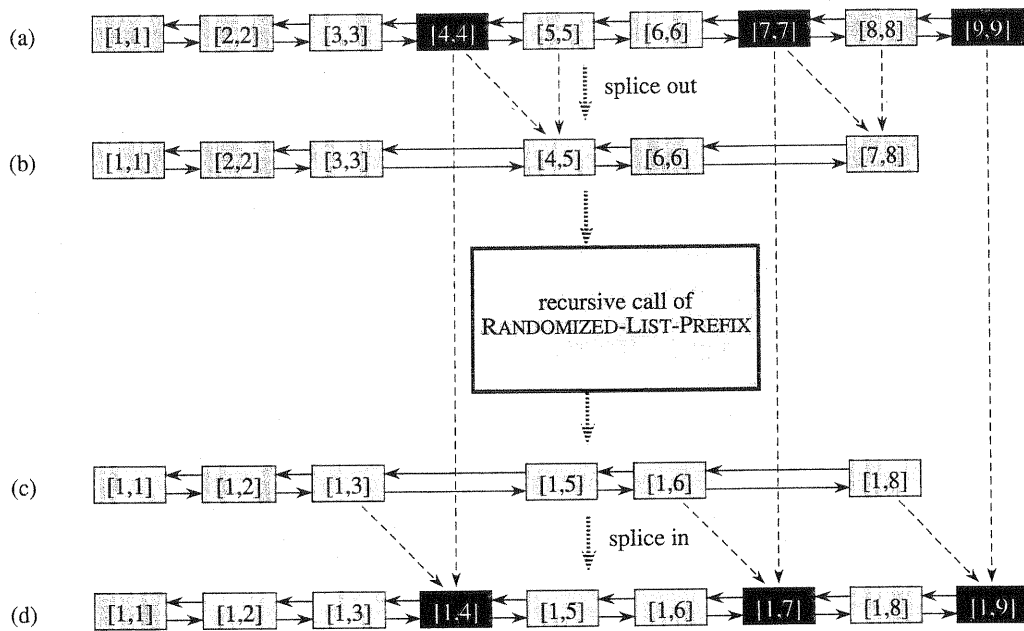 (a) [1,1] [2,2] [3,3] [4,4] [5,5] [6,6] [7,7] [8,8] [9,9]
splice out
(b) [1,1] [2,2] [3,3] [4,5] [6,6] [7,8]
recursive call of
RANDOMIZED-LIST-PREFIX
(c) [1,1] [1,2] [1,3] [1,5] [1,6] [1,8]
splice in
(d) [1,1] [1,2] [1,3] [1,4] [1,5] [1,6] [1,7] [1,8] [1,9]